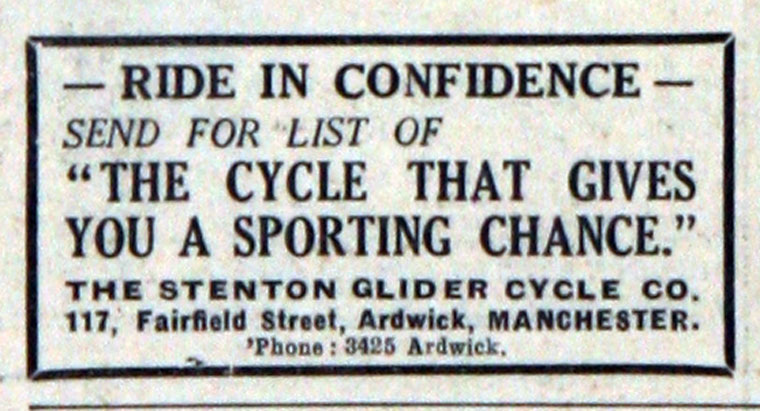 — RIDE IN CONFIDENCE —
SEND FOR LIST OF
“THE CYCLE THAT GIVES
YOU A SPORTING CHANCE.”
THE STENTON GLIDER CYCLE CO.
117, Fairfield Street, Ardwick, MANCHESTER.
’Phone : 3425 Ardwick.